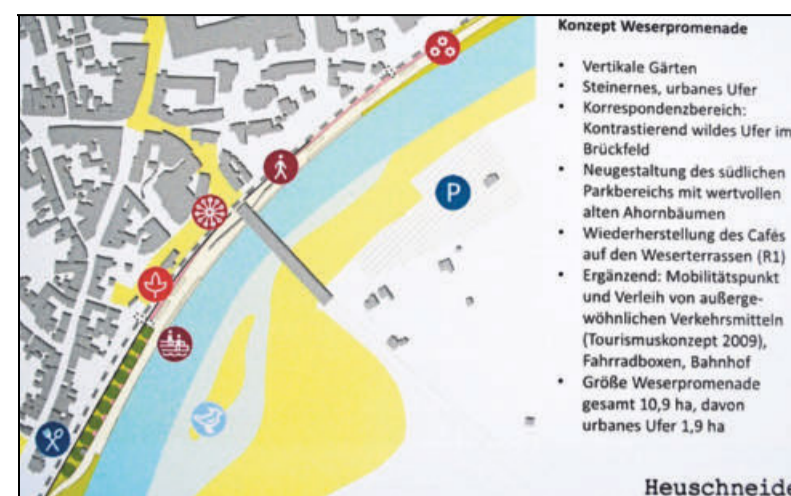 Konzept Weserpromenade
• Vertikale Gärten
• Steinernes, urbanes Ufer
• Korrespondenzbereich:
Kontrastierend wildes Ufer im
Brückfeld
• Neugestaltung des südlichen
Parkbereichs mit wertvollen
alten Ahornbäumen
• Wiederherstellung des Cafés
auf den Weserterrassen (R1)
• Ergänzend: Mobilitätspunkt
und Verleih von außerge-
wöhnlichen Verkehrsmitteln
(Tourismuskonzept 2009),
Fahrradboxen, Bahnhof
• Größe Weserpromenade
gesamt 10,9 ha, davon
urbanes Ufer 1,9 ha
P
Heuschneide